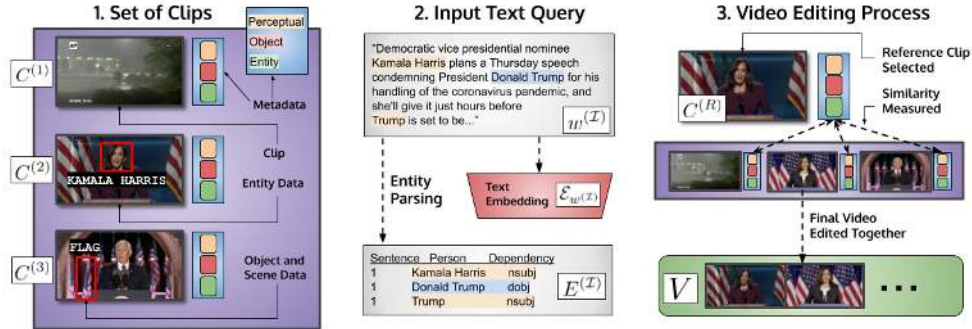 1. Set of Clips
Perceptual
Object
Entity
C^(1)
Metadata
Clip
C^(2)
KAMALA HARRIS
Entity Data
FLAG
C^(3)
Object and
Scene Data
2. Input Text Query
"Democratic vice presidential nominee
Kamala Harris plans a Thursday speech
condemning President Donald Trump for his
handling of the coronavirus pandemic, and
she'll give it just hours before
Trump is set to be..."
w^(I)
Entity
Parsing
Text
Embedding
ℰ_w^(I)
Sentence Person Dependency
1 Kamala Harris nsubj
1 Donald Trump dobj
1 Trump nsubj
E^(I)
3. Video Editing Process
C^(R)
Reference Clip
Selected
Similarity
Measured
Final Video
Edited Together
V
...